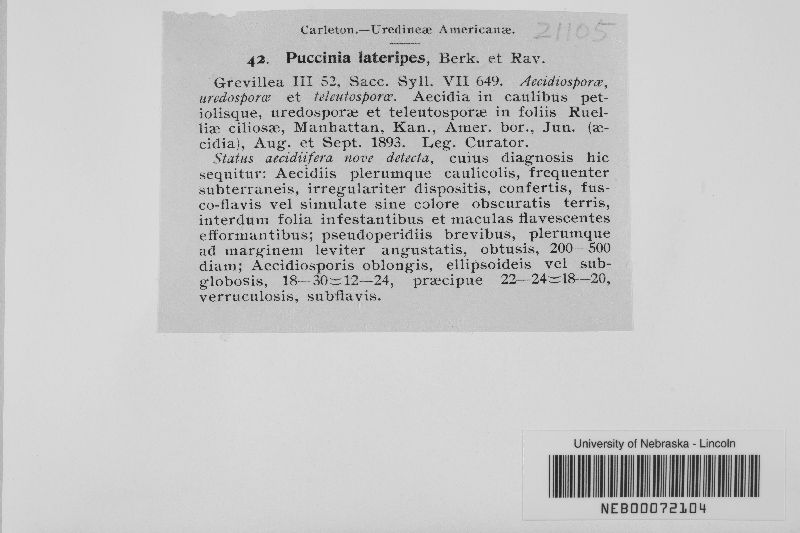 Carleton.—Uredineæ Americanæ. 21105
42. Puccinia lateripes, Berk. et Rav.
Grevillea III 52, Sacc. Syll. VII 649. Aecidiosporæ,
uredosporæ et teleutosporæ. Aecidia in caulibus pet-
iolisque, uredosporæ et teleutosporæ in foliis Ruel-
liæ ciliosæ, Manhattan, Kan., Amer. bor., Jun. (æ-
cidia), Aug. et Sept. 1893. Leg. Curator.
Status aecidiifera nove detecta, cuius diagnosis hic
sequitur: Aecidiis plerumque caulicolis, frequenter
subterraneis, irregulariter dispositis, confertis, fus-
co-flavis vel simulate sine colore obscuratis terris,
interdum folia infestantibus et maculas flavescentes
efformantibus; pseudoperidiis brevibus, plerumque
ad marginem leviter angustatis, obtusis, 200—500
diam; Aecidiosporis oblongis, ellipsoideis vel sub-
globosis, 18—30=12—24, præcipue 22—24=18—20,
verruculosis, subflavis.
University of Nebraska - Lincoln
NEB00072104